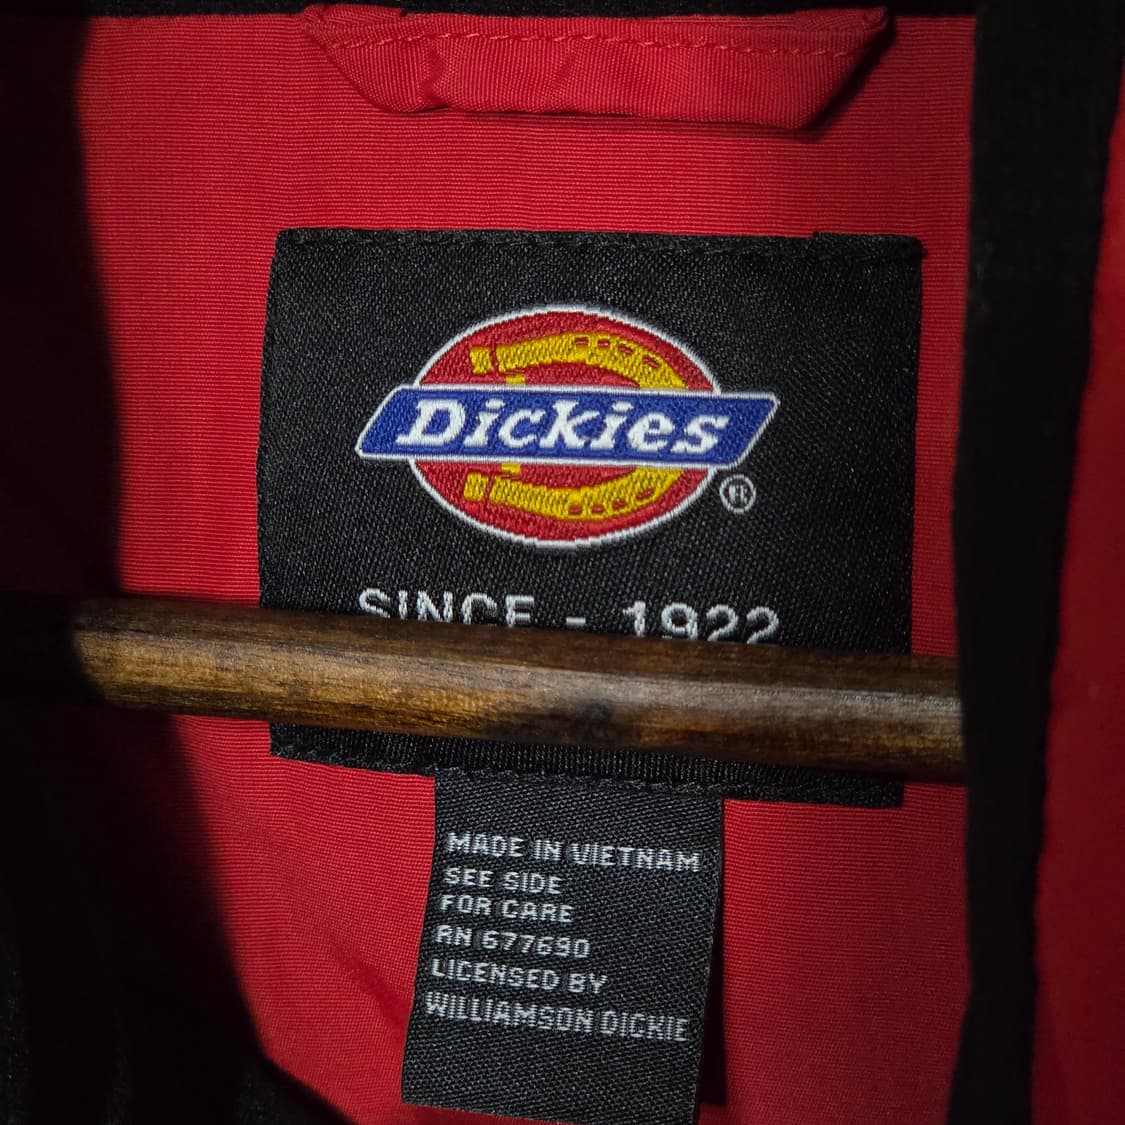 Dickies
®
SINCE - 1922
MADE IN VIETNAM
SEE SIDE
FOR CARE
RN 677690
LICENSED BY
WILLIAMSON DICKIE